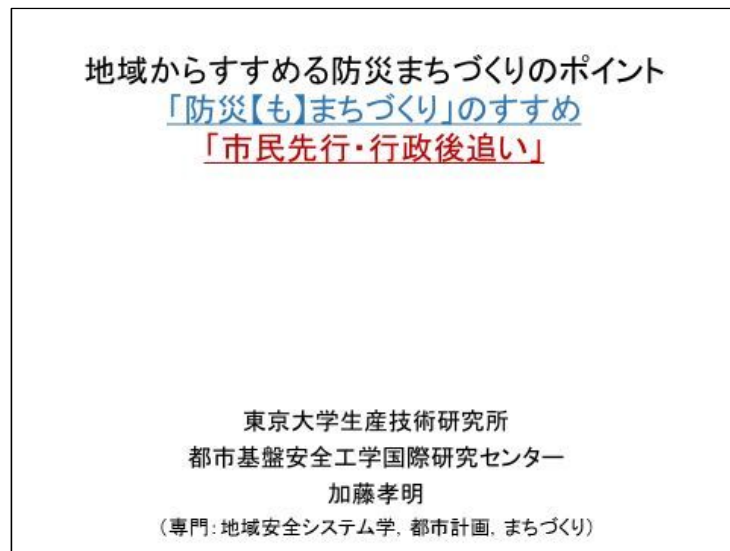 地域からすすめる防災まちづくりのポイント
「防災【も】まちづくり」のすすめ
「市民先行・行政後追い」
東京大学生産技術研究所
都市基盤安全工学国際研究センター
加藤孝明
（専門：地域安全システム学，都市計画，まちづくり）